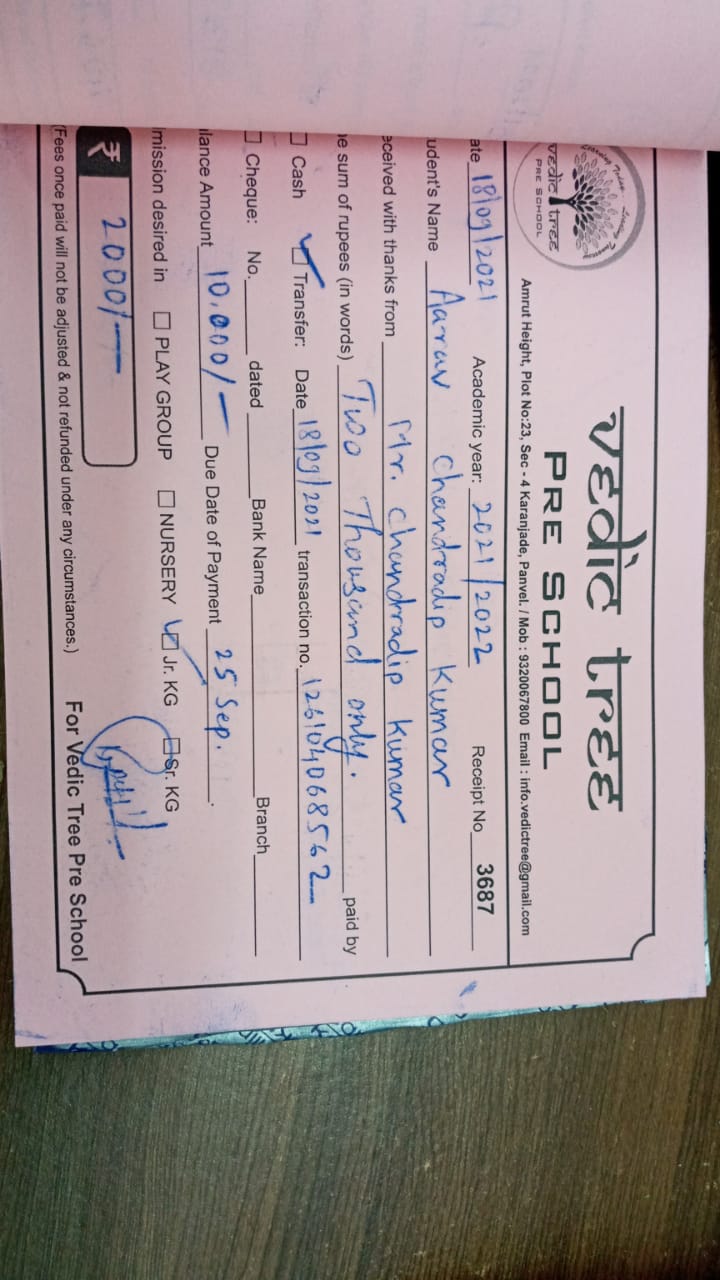 vedic tree
PRE SCHOOL
vedic tree
PRE SCHOOL
Amrut Height, Plot No:23, Sec - 4 Karanjade, Panvel. / Mob : 9320067800 Email : info.vedictree@gmail.com
ate 18/09/2021 Academic year: 2021/2022 Receipt No 3687
udent's Name Aarav Chandradip Kumar
eceived with thanks from Mr. Chandradip Kumar
e sum of rupees (in words) Two Thousand only. paid by
Cash Transfer: Date 18/09/2021 transaction no. 126104068562
Cheque: No. dated Bank Name Branch
lance Amount 10,000/- Due Date of Payment 25 Sep.
mission desired in PLAY GROUP NURSERY Jr. KG Sr. KG
₹ 2000/-
For Vedic Tree Pre School
(Fees once paid will not be adjusted & not refunded under any circumstances.)